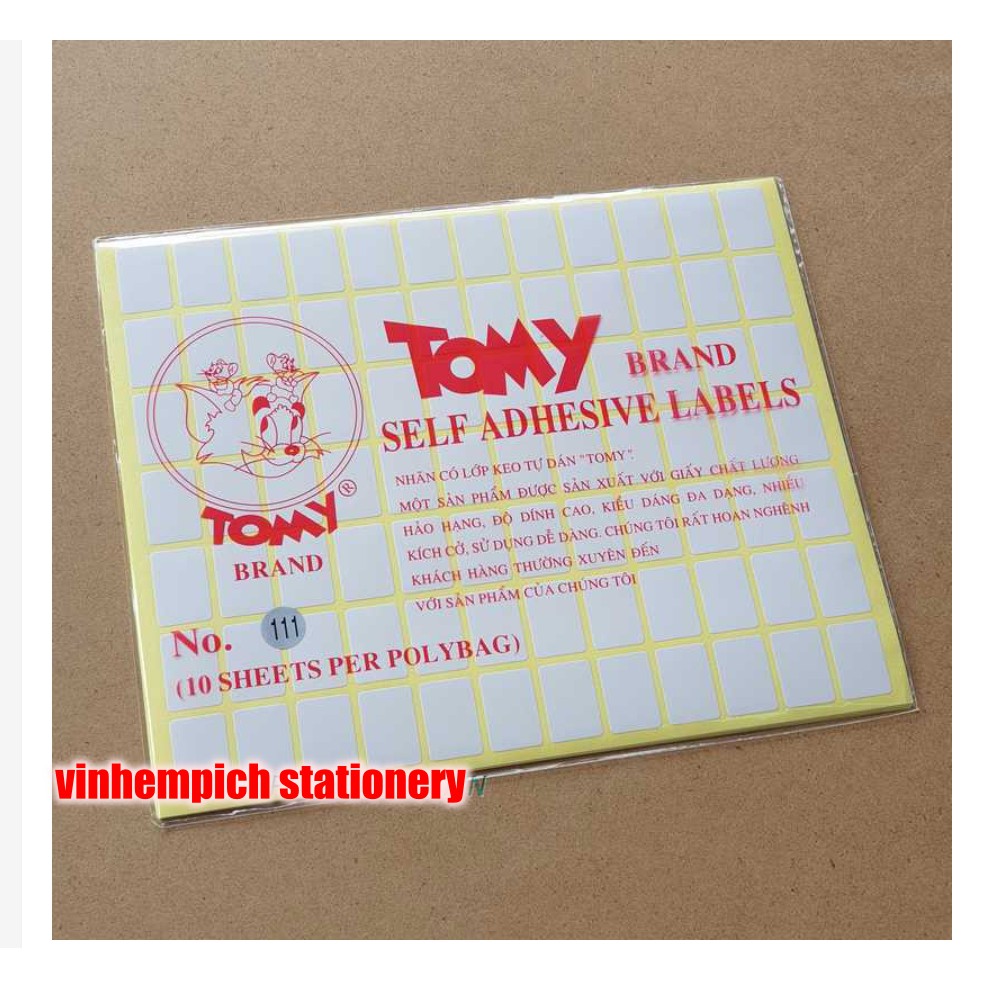 TOMY BRAND
SELF ADHESIVE LABELS
NHÃN CÓ LỚP KEO TỰ DÁN "TOMY".
MỘT SẢN PHẨM ĐƯỢC SẢN XUẤT VỚI GIẤY CHẤT LƯỢNG
HẢO HẠNG, ĐỘ DÍNH CAO, KIỂU DÁNG ĐA DẠNG, NHIỀU
KÍCH CỠ, SỬ DỤNG DỄ DÀNG. CHÚNG TÔI RẤT HOAN NGHÊNH
KHÁCH HÀNG THƯỜNG XUYÊN ĐẾN
VỚI SẢN PHẨM CỦA CHÚNG TÔI
TOMY®
BRAND
No. 111
(10 SHEETS PER POLYBAG)
vinhempich stationery